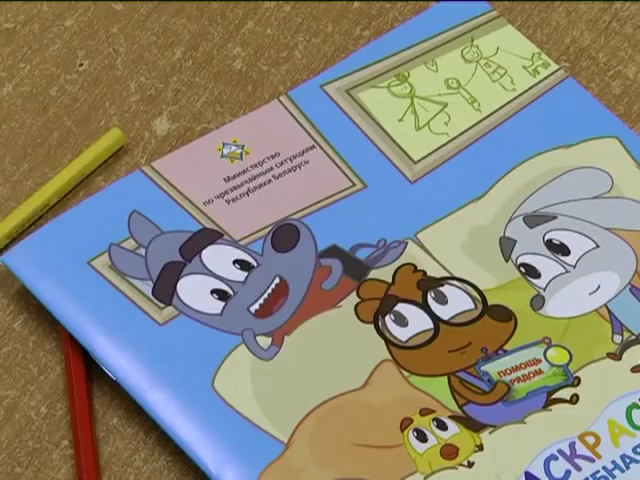 Министерство
по чрезвычайным ситуациям
Республики Беларусь
ПОМОЩЬ
РЯДОМ